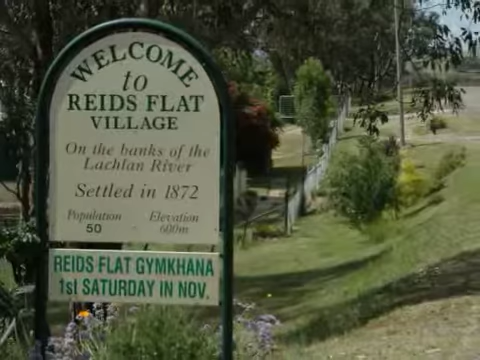 WELCOME
to
REIDS FLAT
VILLAGE
On the banks of the
Lachlan River
Settled in 1872
Population Elevation
50 600m
REIDS FLAT GYMKHANA
1st SATURDAY IN NOV.